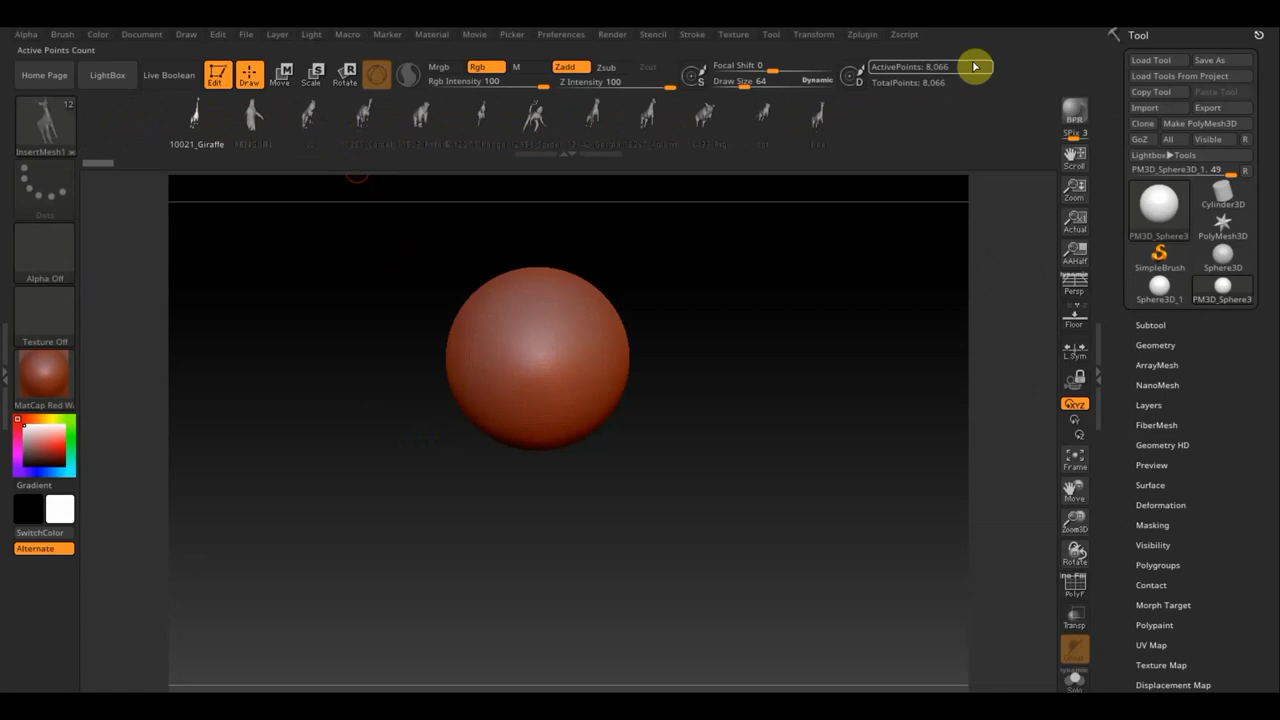 Alpha Brush Color Document Draw Edit File Layer Light Macro Marker Material Movie Picker Preferences Render Stencil Stroke Texture Tool Transform Zplugin Zscript
Tool
Active Points Count
Home Page
LightBox
Live Boolean
Edit
Draw
Move
Scale
Rotate
Mrgb
Rgb
M
Zadd
Zsub
Zcut
Rgb Intensity 100
Z Intensity 100
S
Focal Shift 0
Draw Size 64
Dynamic
D
ActivePoints: 8,066
TotalPoints: 8,066
Load Tool
Save As
Load Tools From Project
Copy Tool
Paste Tool
Import
Export
Clone
Make PolyMesh3D
GoZ
All
Visible
R
Lightbox▶Tools
PM3D_Sphere3D_1. 49
R
PM3D_Sphere3
Cylinder3D
PolyMesh3D
SimpleBrush
Sphere3D
Sphere3D_1
PM3D_Sphere3
Subtool
Geometry
ArrayMesh
NanoMesh
Layers
FiberMesh
Geometry HD
Preview
Surface
Deformation
Masking
Visibility
Polygroups
Contact
Morph Target
Polypaint
UV Map
Texture Map
Displacement Map
12
InsertMesh1
10021_Giraffe
Dots
Alpha Off
Texture Off
MatCap Red W
Gradient
SwitchColor
Alternate
BPR
SPix 3
Scroll
Zoom
Actual
AAHalf
Dynamic
Persp
Floor
L.Sym
XYZ
Y
Z
Frame
Move
Zoom3D
Rotate
PolyF
Transp
Dynamic
Solo